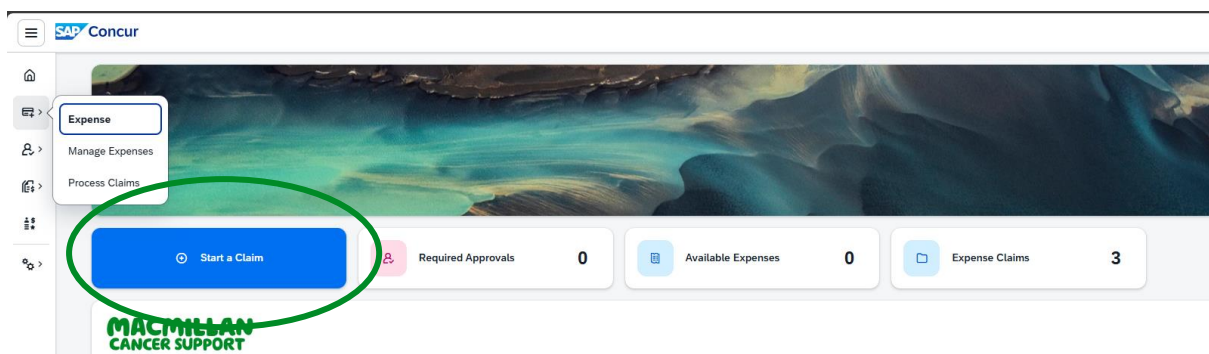 SAP Concur
Expense
Manage Expenses
Process Claims
Start a Claim
Required Approvals 0
Available Expenses 0
Expense Claims 3
MACMILLAN
CANCER SUPPORT